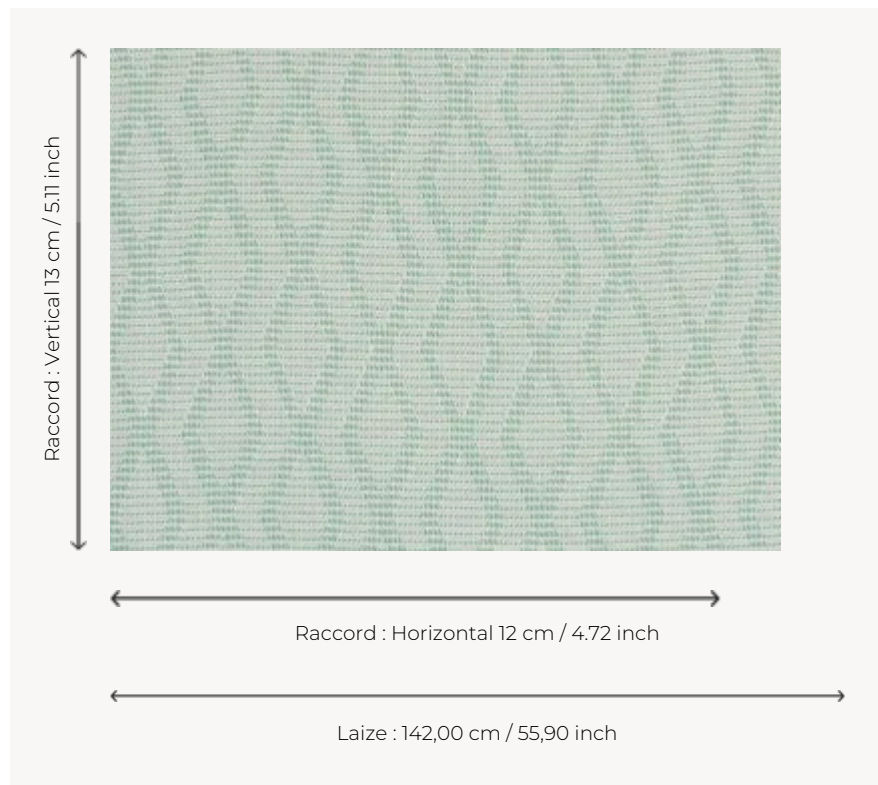 Raccord : Vertical 13 cm / 5.11 inch
Raccord : Horizontal 12 cm / 4.72 inch
Laize : 142,00 cm / 55,90 inch